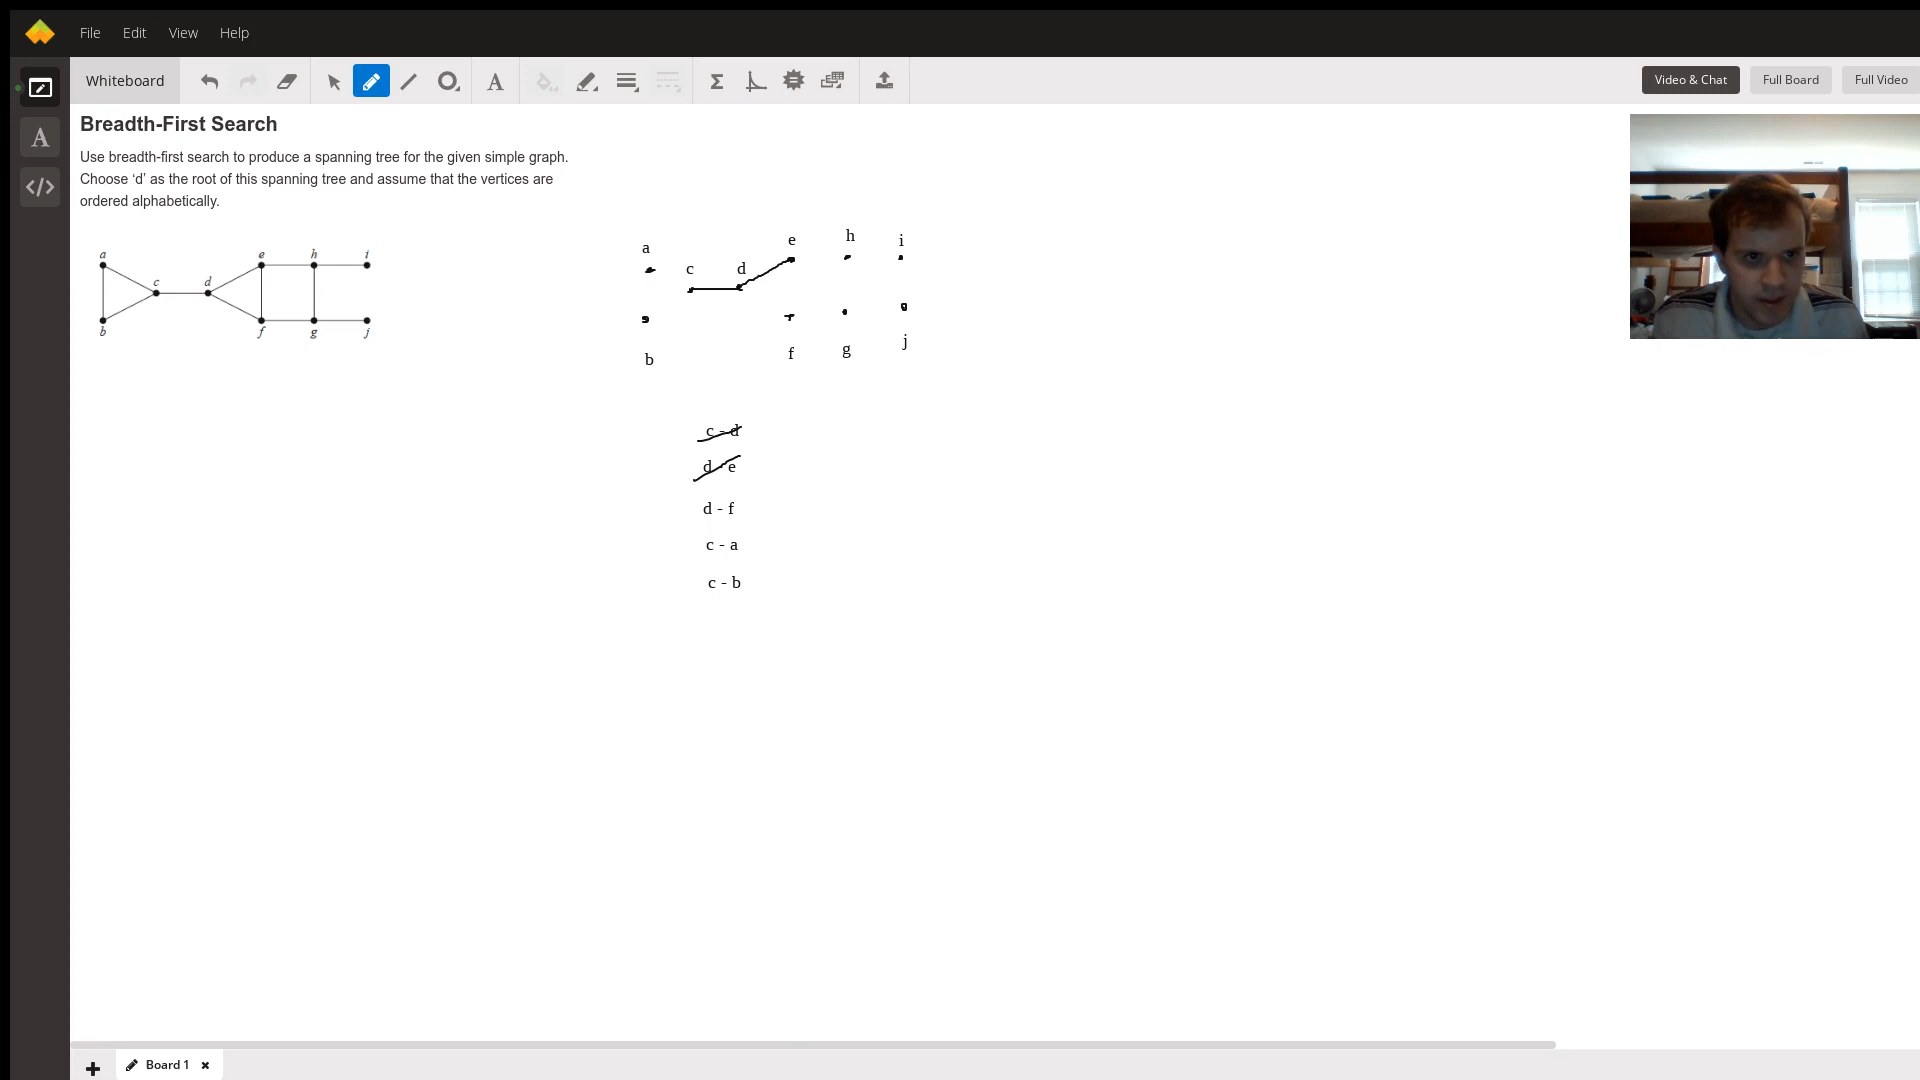 File Edit View Help
Whiteboard
A
Σ
Video & Chat Full Board Full Video
A
</>
Breadth-First Search
Use breadth-first search to produce a spanning tree for the given simple graph.
Choose ‘d’ as the root of this spanning tree and assume that the vertices are
ordered alphabetically.
a e h i
c d
b f g j
a e h i
c d
b f g j
c - d
d - e
d - f
c - a
c - b
+ Board 1 ×